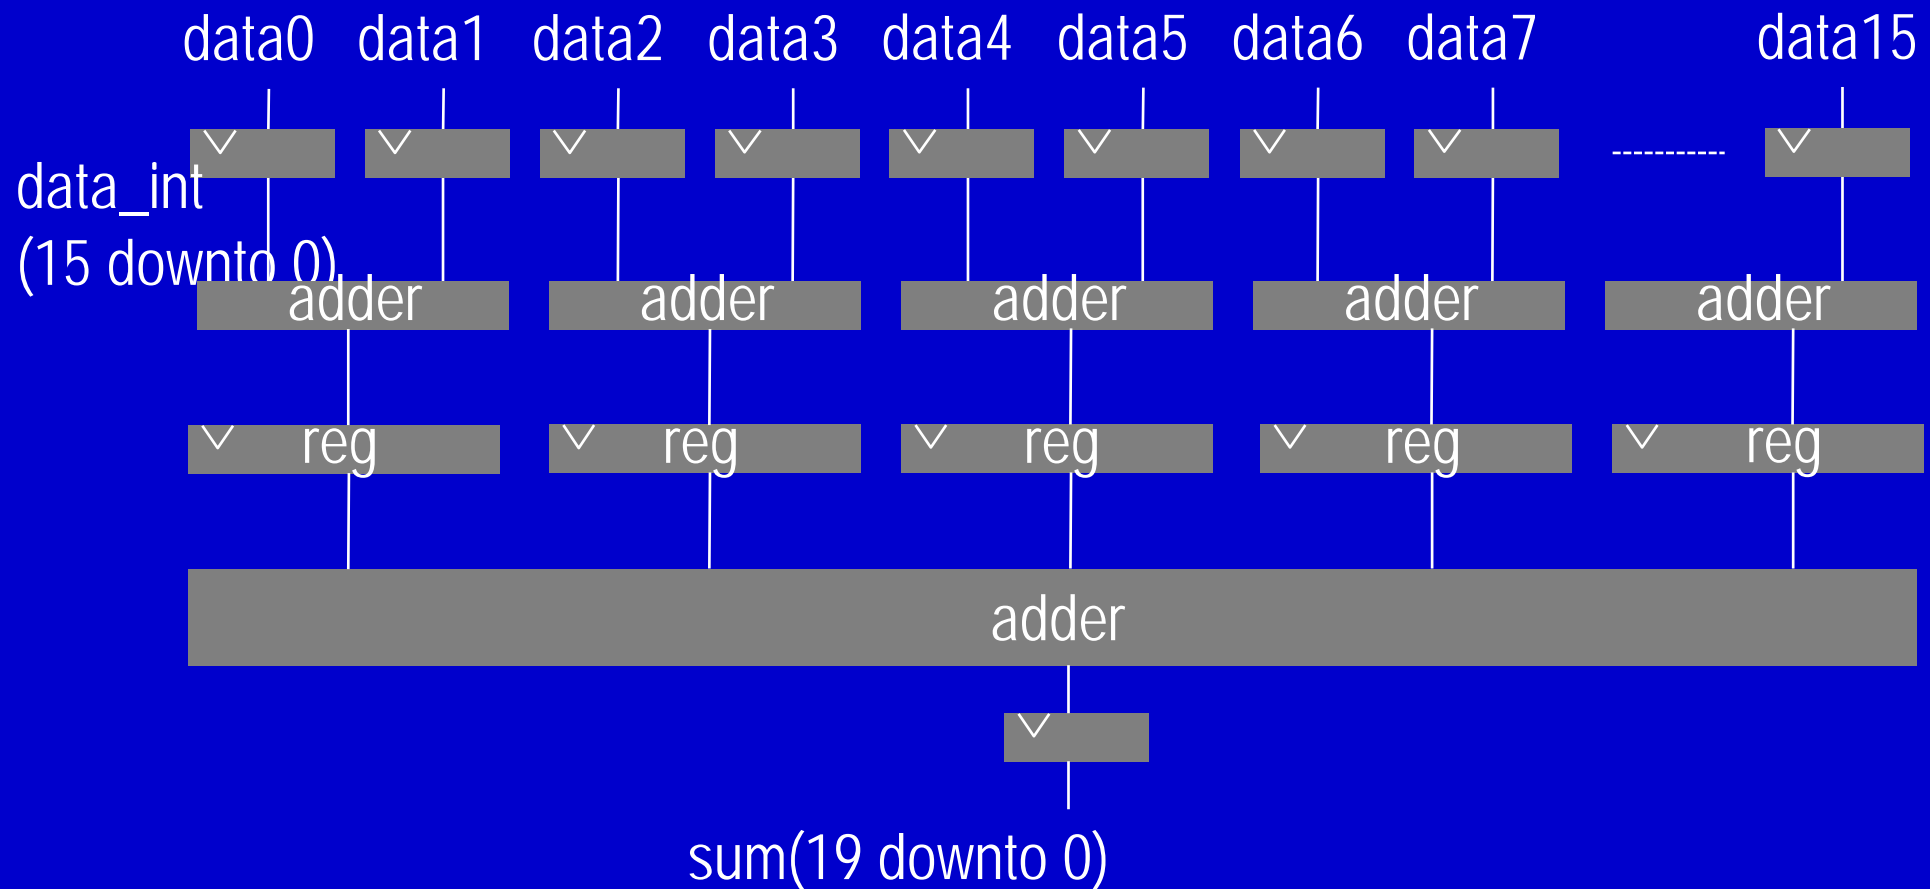 data0 data1 data2 data3 data4 data5 data6 data7 data15
data_int
(15 downto 0)
adder adder adder adder adder
reg reg reg reg reg
adder
sum(19 downto 0)